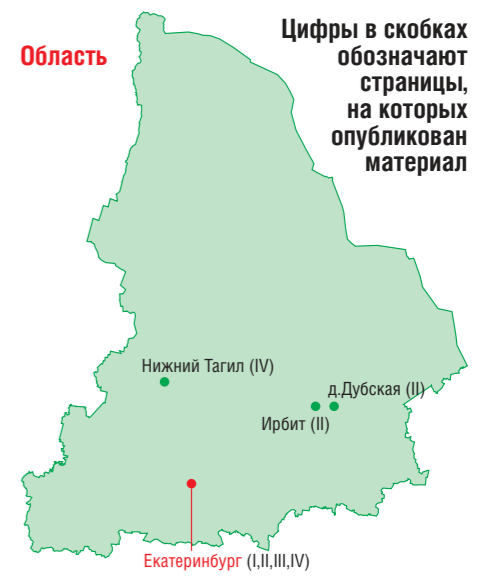 Область
Цифры в скобках
обозначают
страницы,
на которых
опубликован
материал
Нижний Тагил (IV)
д.Дубская (II)
Ирбит (II)
Екатеринбург (I,II,III,IV)